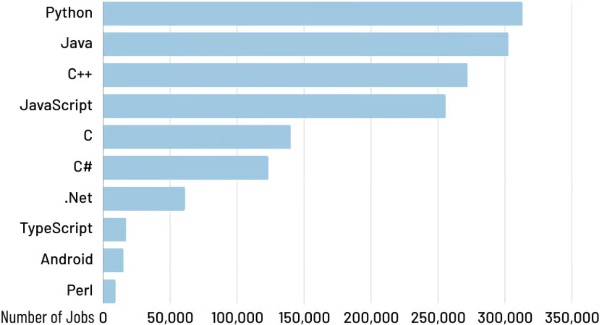 Python
Java
C++
JavaScript
C
C#
.Net
TypeScript
Android
Perl
Number of Jobs 0 50,000 100,000 150,000 200,000 250,000 300,000 350,000